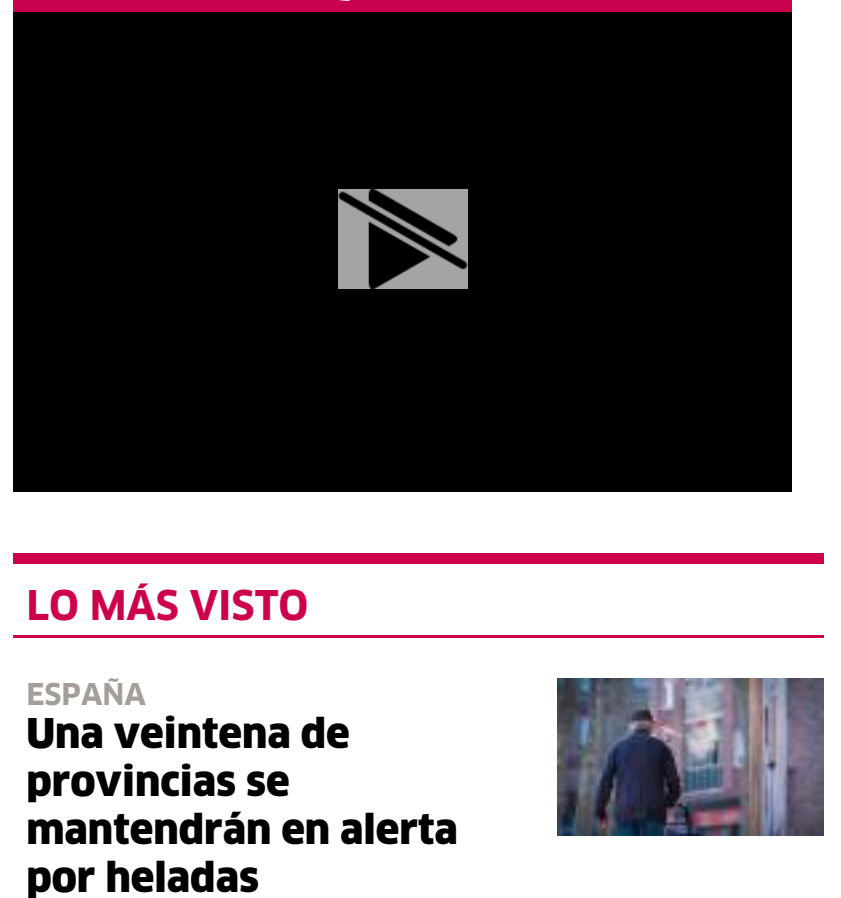 LO MÁS VISTO
ESPAÑA
Una veintena de
provincias se
mantendrán en alerta
por heladas